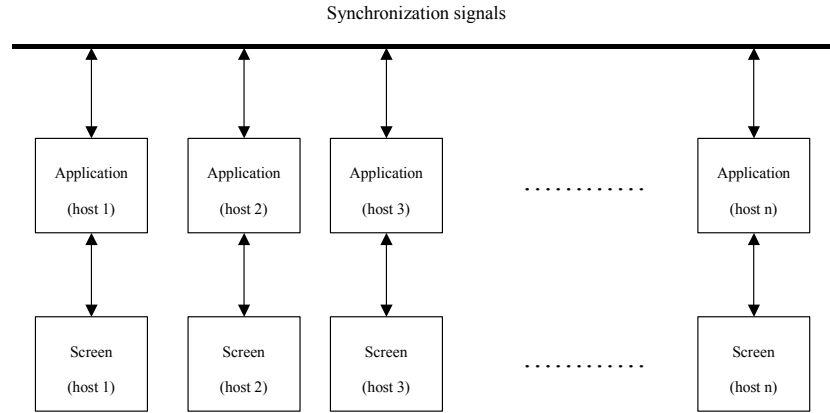 Synchronization signals
Application
(host 1)
Application
(host 2)
Application
(host 3)
............
Application
(host n)
Screen
(host 1)
Screen
(host 2)
Screen
(host 3)
............
Screen
(host n)